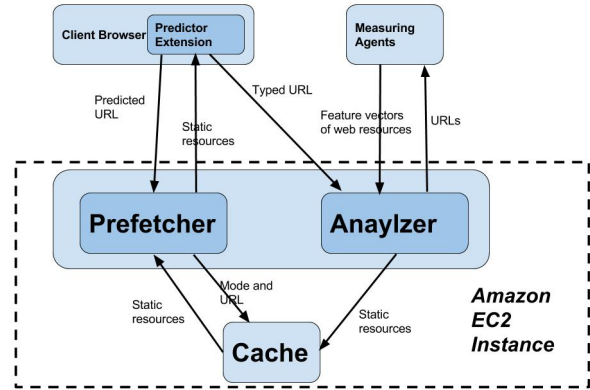 Client Browser
Predictor
Extension
Measuring
Agents
Predicted
URL
Static
resources
Typed URL
Feature vectors
of web resources
URLs
Prefetcher
Anaylzer
Static
resources
Mode and
URL
Static
resources
Cache
Amazon
EC2
Instance